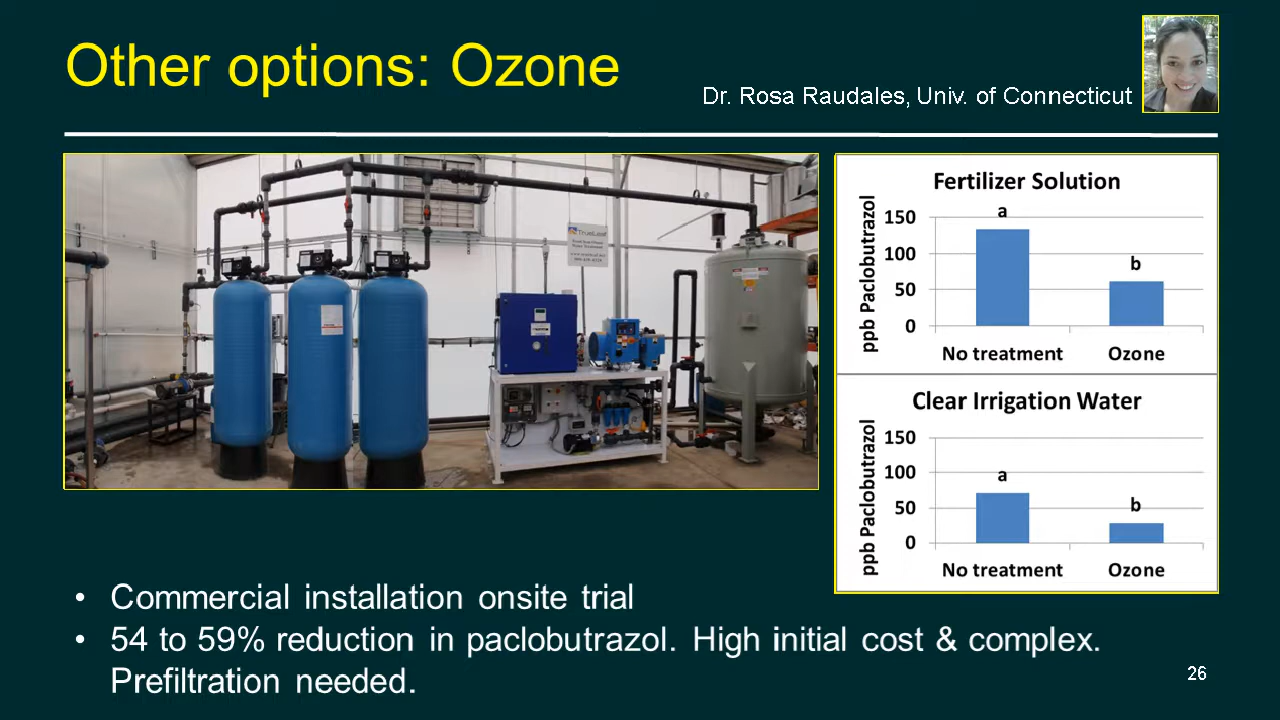 Other options: Ozone
Dr. Rosa Raudales, Univ. of Connecticut
TrueLeaf
Fertilizer Solution
ppb Paclobutrazol
150
100
50
0
a
b
No treatment
Ozone
Clear Irrigation Water
ppb Paclobutrazol
150
100
50
0
a
b
No treatment
Ozone
• Commercial installation onsite trial
• 54 to 59% reduction in paclobutrazol. High initial cost & complex.
Prefiltration needed.
26